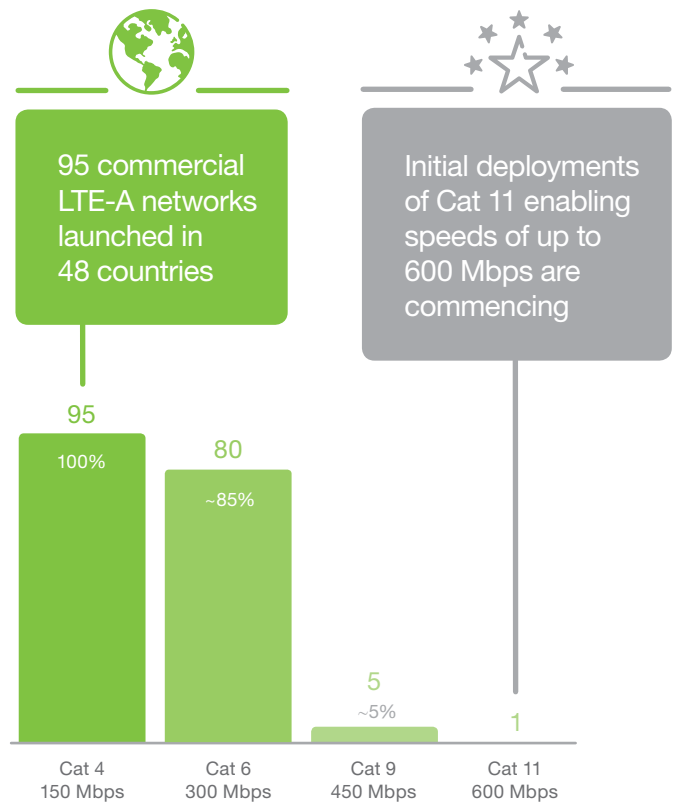 95 commercial
LTE-A networks
launched in
48 countries
Initial deployments
of Cat 11 enabling
speeds of up to
600 Mbps are
commencing
95
100%
80
~85%
5
~5%
1
Cat 4
150 Mbps
Cat 6
300 Mbps
Cat 9
450 Mbps
Cat 11
600 Mbps